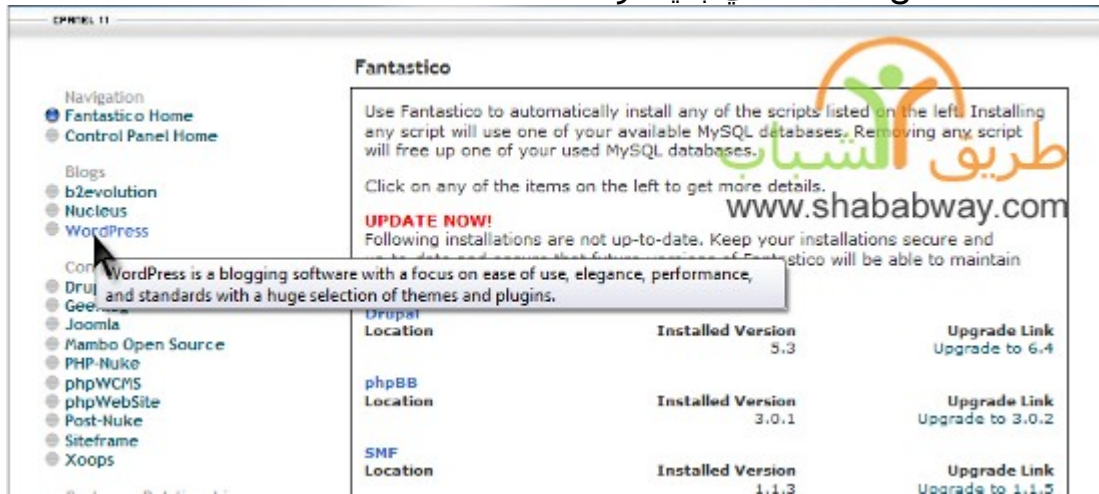 CPANEL 11
Fantastico
Navigation
Fantastico Home
Control Panel Home
Blogs
b2evolution
Nucleus
WordPress
WordPress is a blogging software with a focus on ease of use, elegance, performance,
and standards with a huge selection of themes and plugins.
Joomla
Mambo Open Source
PHP-Nuke
phpWCMS
phpWebSite
Post-Nuke
Siteframe
Xoops
Use Fantastico to automatically install any of the scripts listed on the left. Installing
any script will use one of your available MySQL databases. Removing any script
will free up one of your used MySQL databases.
Click on any of the items on the left to get more details.
UPDATE NOW!
Following installations are not up-to-date. Keep your installations secure and
will be able to maintain
Drupal
Location Installed Version Upgrade Link
5.3 Upgrade to 6.4
phpBB
Location Installed Version Upgrade Link
3.0.1 Upgrade to 3.0.2
SMF
Location Installed Version Upgrade Link
1.1.3 Upgrade to 1.1.5
طريق الشباب
www.shababway.com